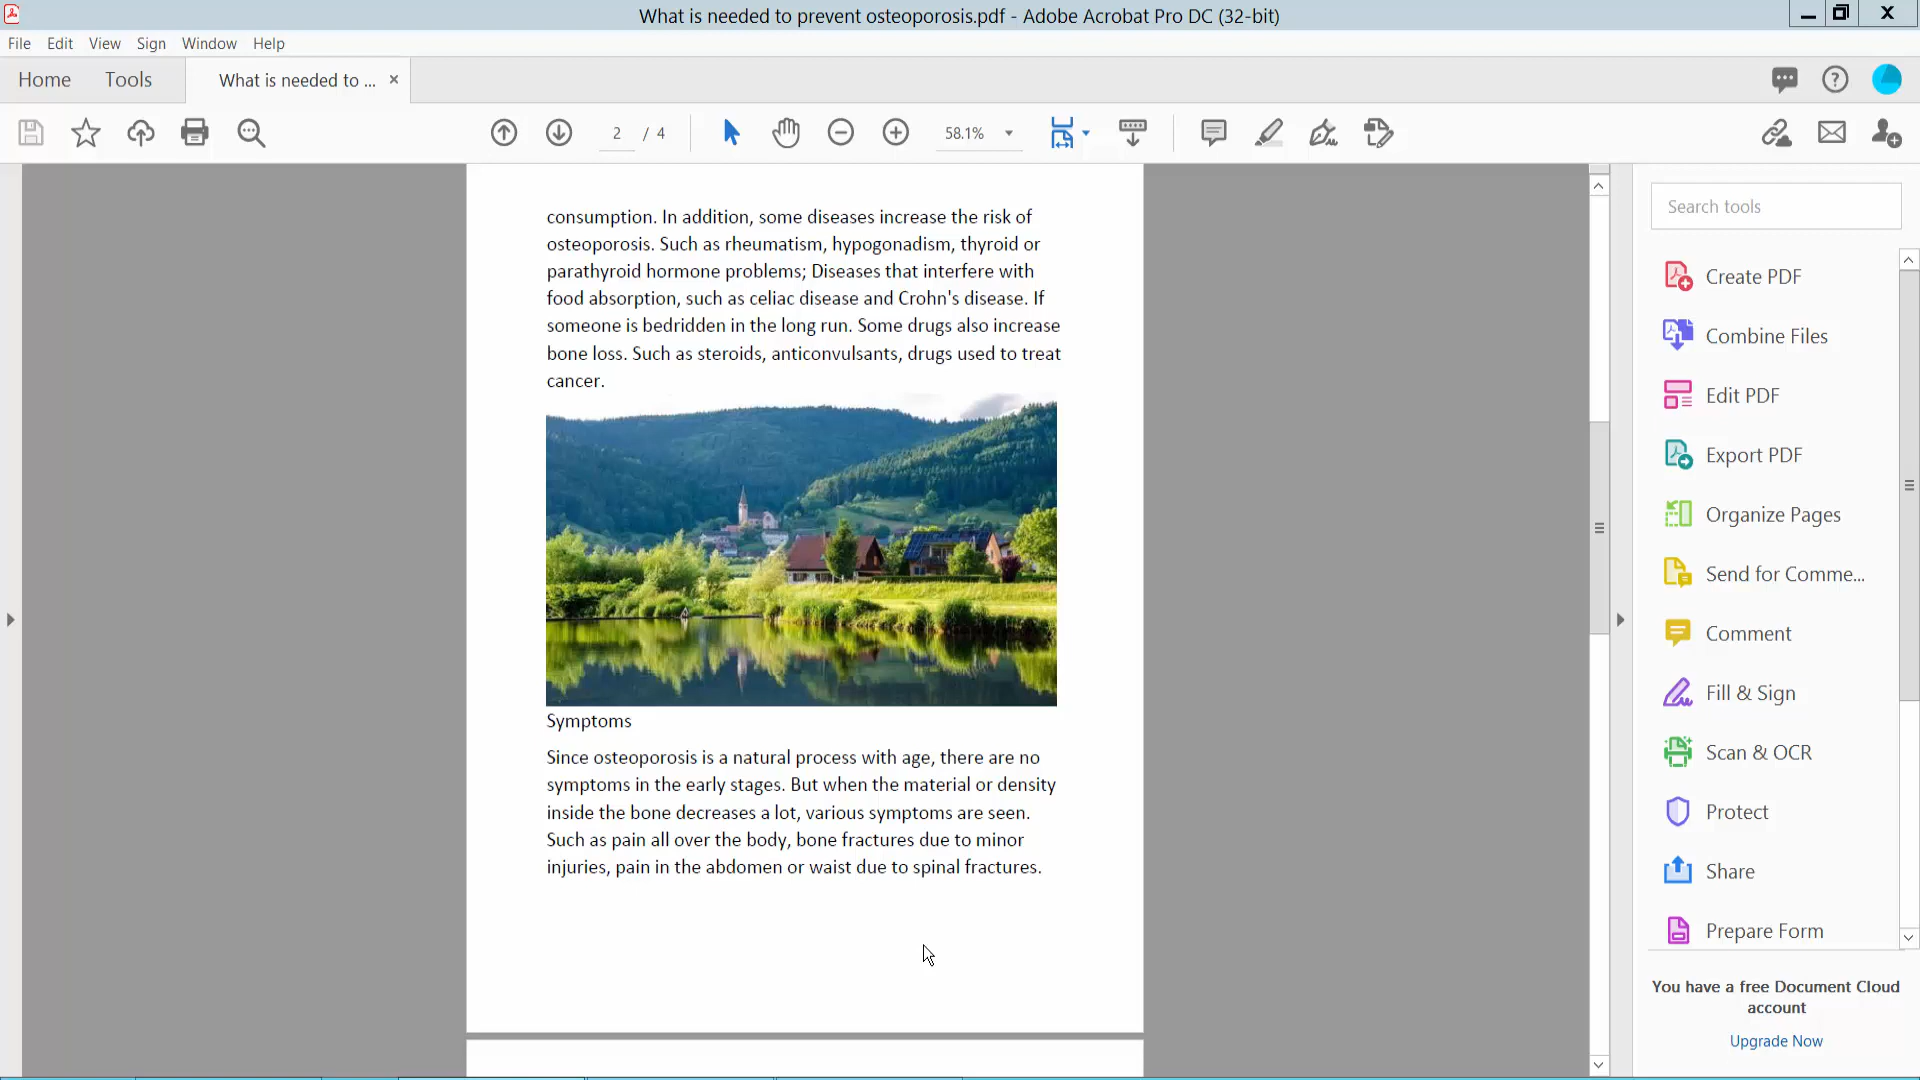 What is needed to prevent osteoporosis.pdf - Adobe Acrobat Pro DC (32-bit)
File Edit View Sign Window Help
Home Tools What is needed to ... ×
2 / 4 58.1%
Search tools
Create PDF
Combine Files
Edit PDF
Export PDF
Organize Pages
Send for Comme...
Comment
Fill & Sign
Scan & OCR
Protect
Share
Prepare Form
You have a free Document Cloud
account
Upgrade Now
consumption. In addition, some diseases increase the risk of
osteoporosis. Such as rheumatism, hypogonadism, thyroid or
parathyroid hormone problems; Diseases that interfere with
food absorption, such as celiac disease and Crohn's disease. If
someone is bedridden in the long run. Some drugs also increase
bone loss. Such as steroids, anticonvulsants, drugs used to treat
cancer.
Symptoms
Since osteoporosis is a natural process with age, there are no
symptoms in the early stages. But when the material or density
inside the bone decreases a lot, various symptoms are seen.
Such as pain all over the body, bone fractures due to minor
injuries, pain in the abdomen or waist due to spinal fractures.